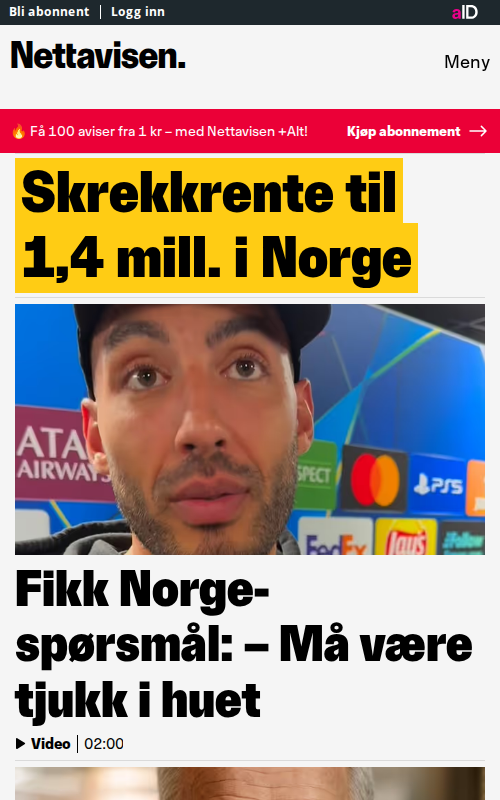 Bli abonnent | Logg inn
aID
Nettavisen.
Meny
🔥 Få 100 aviser fra 1 kr – med Nettavisen +Alt!
Kjøp abonnement →
Skrekkrente til
1,4 mill. i Norge
ATA
AIRWAYS
SPECT
mastercard
PS5
FedEx
Lay's
#Follow
Fikk Norge-
spørsmål: – Må være
tjukk i huet
Video | 02:00